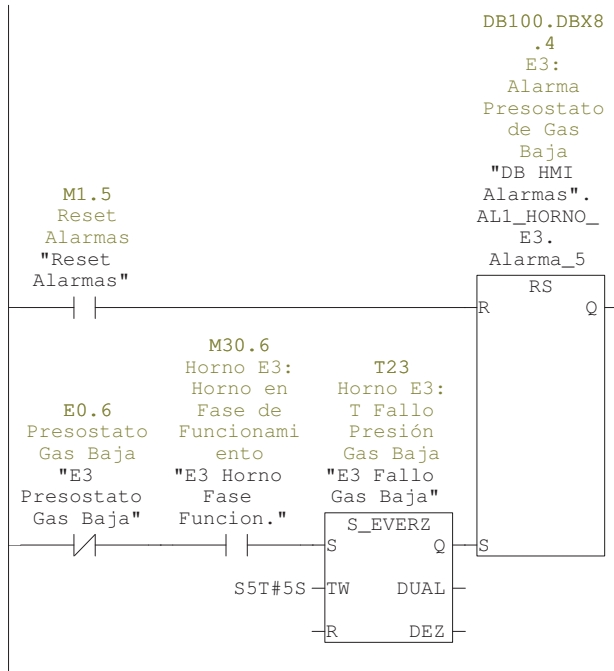 DB100.DBX8
.4
E3:
Alarma
Presostato
de Gas
Baja
"DB HMI
Alarmas".
AL1_HORNO_
E3.
Alarma_5
M1.5
Reset
Alarmas
"Reset
Alarmas"
RS
R Q
M30.6
Horno E3:
Horno en
Fase de
Funcionami
ento
"E3 Horno
Fase
Funcion."
T23
Horno E3:
T Fallo
Presión
Gas Baja
"E3 Fallo
Gas Baja"
E0.6
Presostato
Gas Baja
"E3
Presostato
Gas Baja"
S_EVERZ
S Q
S
S5T#5S TW DUAL
R DEZ